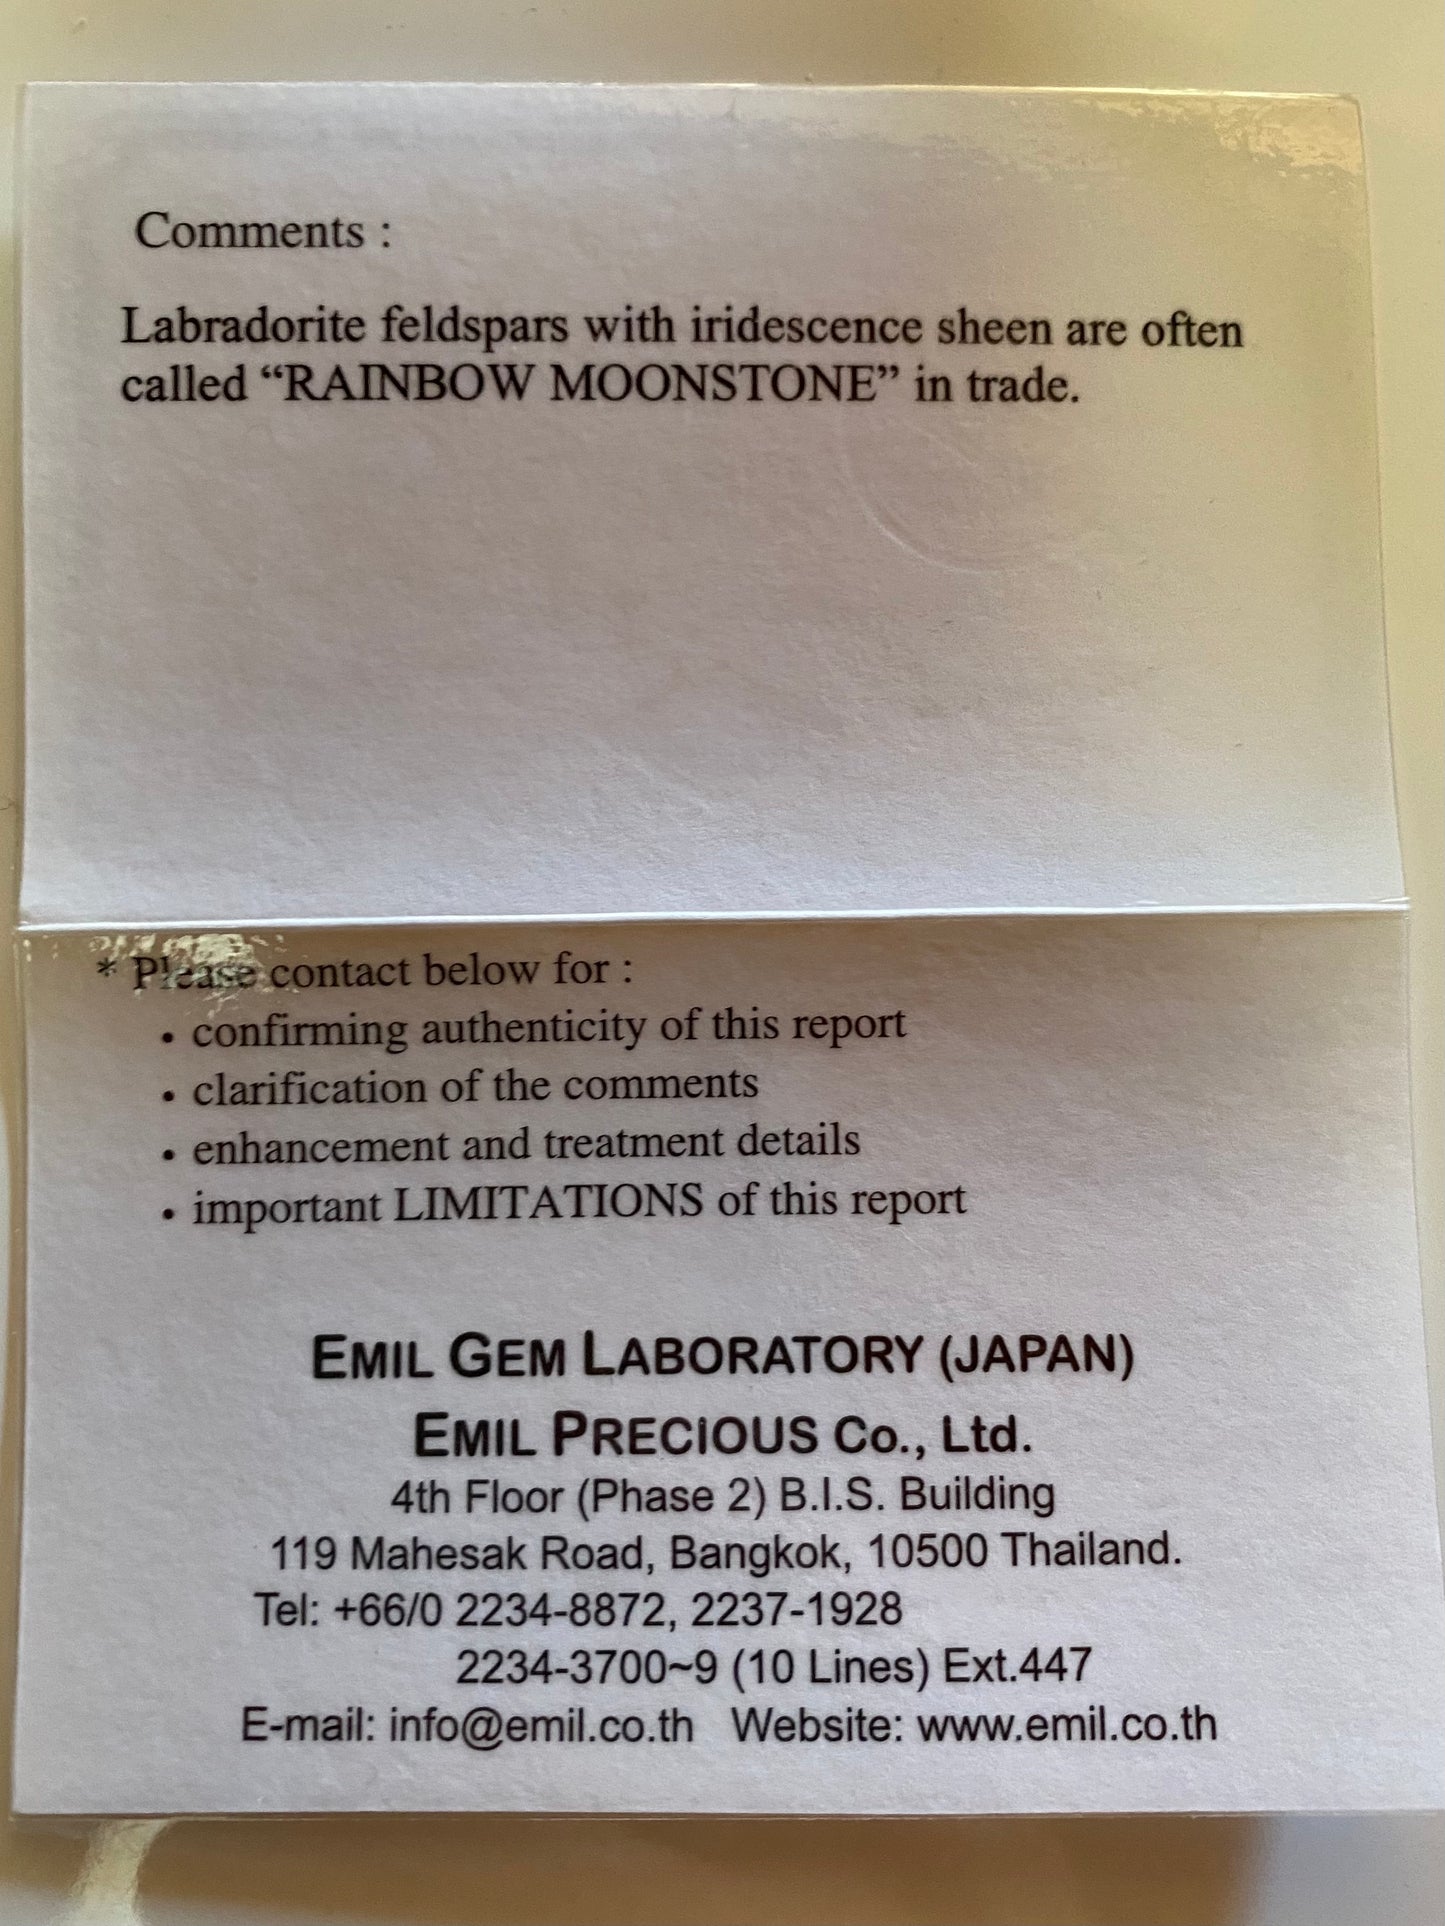 Comments :
Labradorite feldspars with iridescence sheen are often
called “RAINBOW MOONSTONE” in trade.
* Please contact below for :
• confirming authenticity of this report
• clarification of the comments
• enhancement and treatment details
• important LIMITATIONS of this report
EMIL GEM LABORATORY (JAPAN)
EMIL PRECIOUS Co., Ltd.
4th Floor (Phase 2) B.I.S. Building
119 Mahesak Road, Bangkok, 10500 Thailand.
Tel: +66/0 2234-8872, 2237-1928
2234-3700~9 (10 Lines) Ext.447
E-mail: info@emil.co.th Website: www.emil.co.th